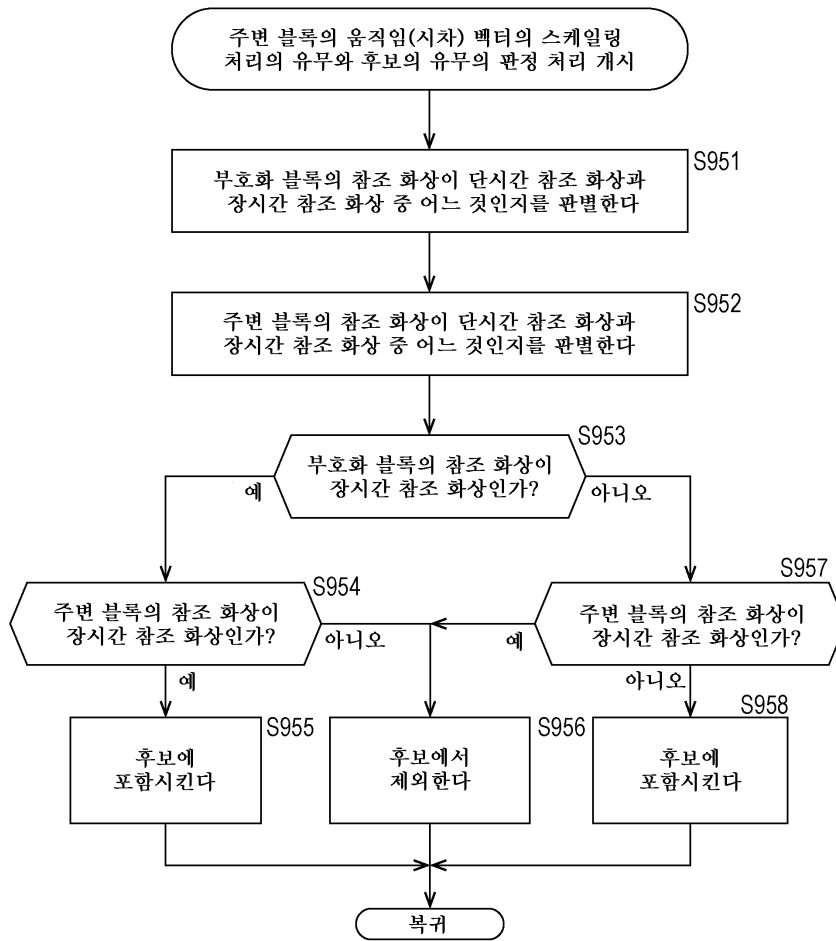 주변 블록의 움직임(시차) 벡터의 스케일링
처리의 유무와 후보의 유무의 판정 처리 개시
S951
부호화 블록의 참조 화상이 단시간 참조 화상과
장시간 참조 화상 중 어느 것인지를 판별한다
S952
주변 블록의 참조 화상이 단시간 참조 화상과
장시간 참조 화상 중 어느 것인지를 판별한다
S953
부호화 블록의 참조 화상이
장시간 참조 화상인가?
예
아니오
S954
주변 블록의 참조 화상이
장시간 참조 화상인가?
아니오
예
S957
주변 블록의 참조 화상이
장시간 참조 화상인가?
예
아니오
S955
후보에
포함시킨다
S956
후보에서
제외한다
S958
후보에
포함시킨다
복귀